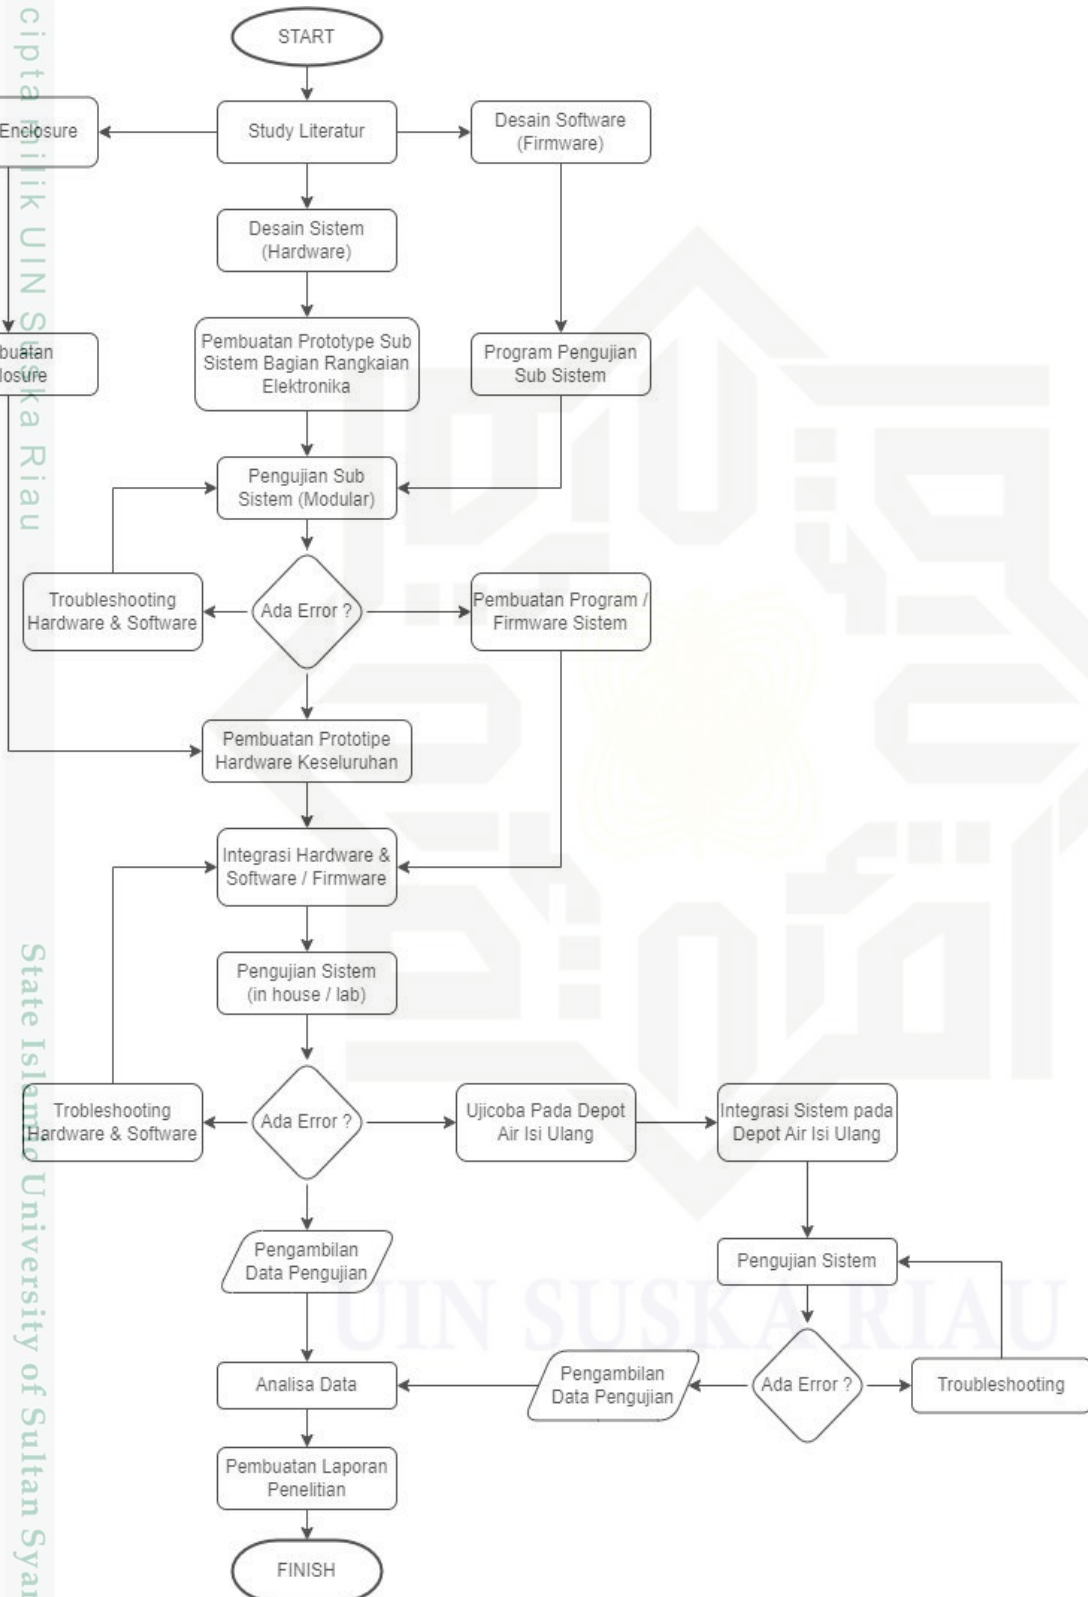 START
Enclosure
Study Literatur
Desain Software
(Firmware)
Desain Sistem
(Hardware)
buatan
losure
Pembuatan Prototype Sub
Sistem Bagian Rangkaian
Elektronika
Program Pengujian
Sub Sistem
Pengujian Sub
Sistem (Modular)
Troubleshooting
Hardware & Software
Ada Error ?
Pembuatan Program /
Firmware Sistem
Pembuatan Prototipe
Hardware Keseluruhan
Integrasi Hardware &
Software / Firmware
Pengujian Sistem
(in house / lab)
Trobleshooting
Hardware & Software
Ada Error ?
Ujicoba Pada Depot
Air Isi Ulang
Integrasi Sistem pada
Depot Air Isi Ulang
Pengambilan
Data Pengujian
Pengujian Sistem
Analisa Data
Pengambilan
Data Pengujian
Ada Error ?
Troubleshooting
Pembuatan Laporan
Penelitian
FINISH
cipta milik UIN Suska Riau
State Islamic University of Sultan Syar
UIN SUSKA RIAU